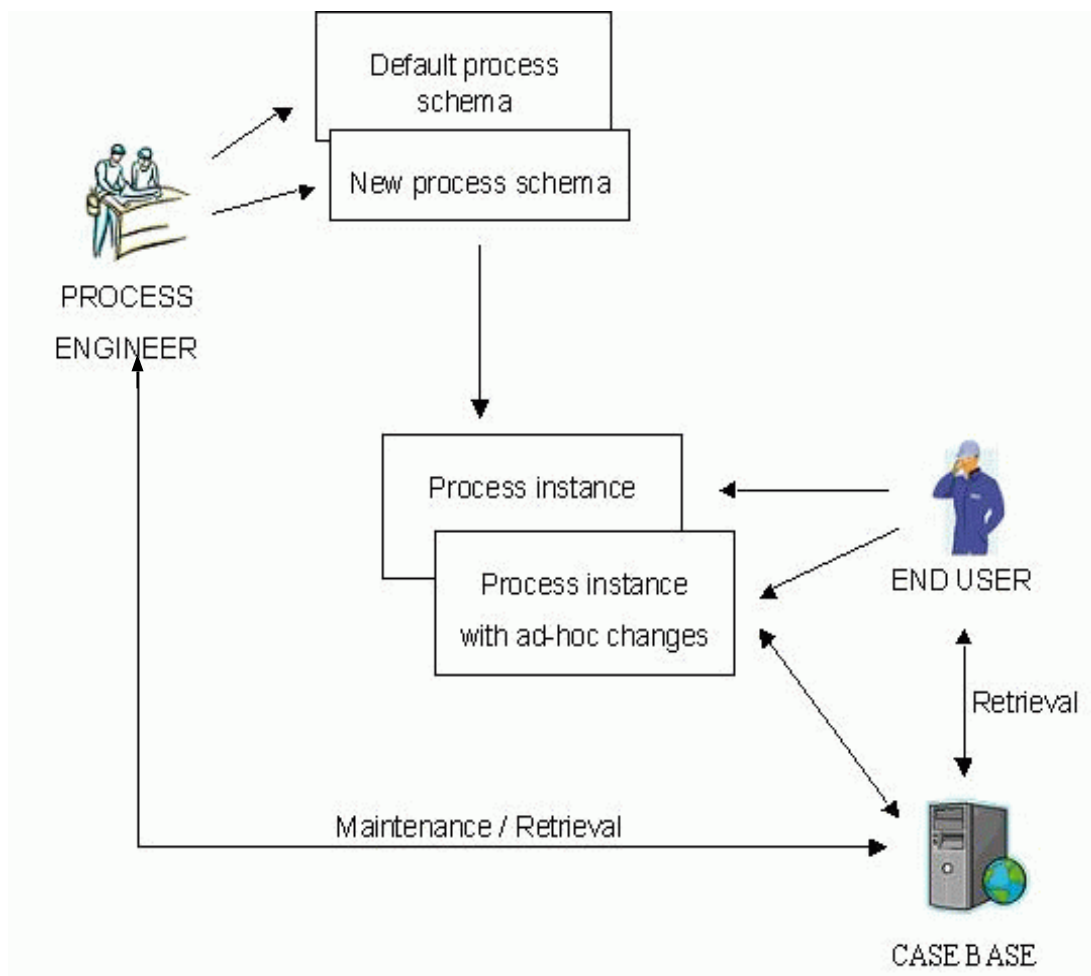 Default process
schema
New process schema
PROCESS
ENGINEER
Process instance
Process instance
with ad-hoc changes
END USER
Retrieval
Maintenance / Retrieval
CASE BASE